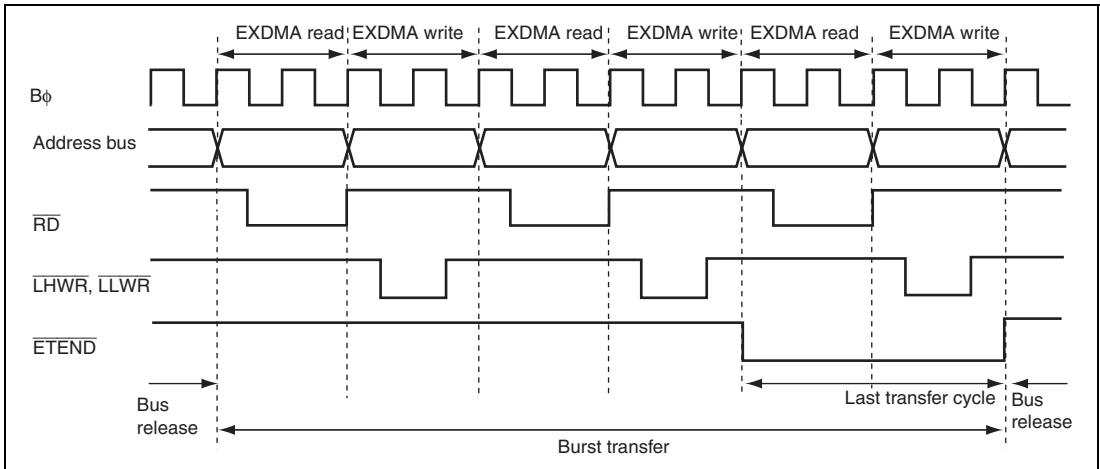 EXDMA read EXDMA write EXDMA read EXDMA write EXDMA read EXDMA write
Bϕ
Address bus
RD
LHWR, LLWR
ETEND
Last transfer cycle
Bus release
Bus release
Burst transfer